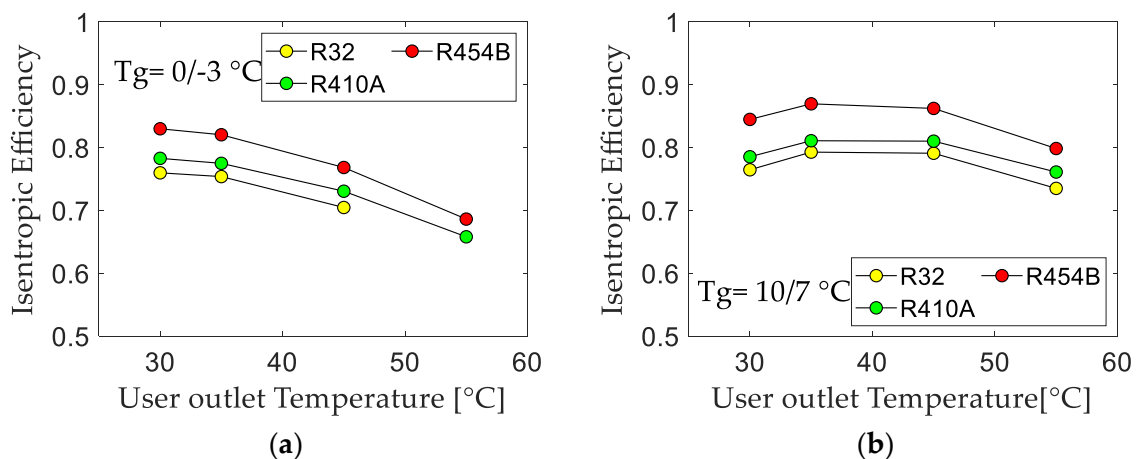 1
0.9
0.8
0.7
0.6
0.5
Isentropic Efficiency
Tg= 0/-3 °C
R32
R454B
R410A
30
40
50
60
User outlet Temperature [°C]
(a)
1
0.9
0.8
0.7
0.6
0.5
Isentropic Efficiency
Tg= 10/7 °C
R32
R454B
R410A
30
40
50
60
User outlet Temperature[°C]
(b)